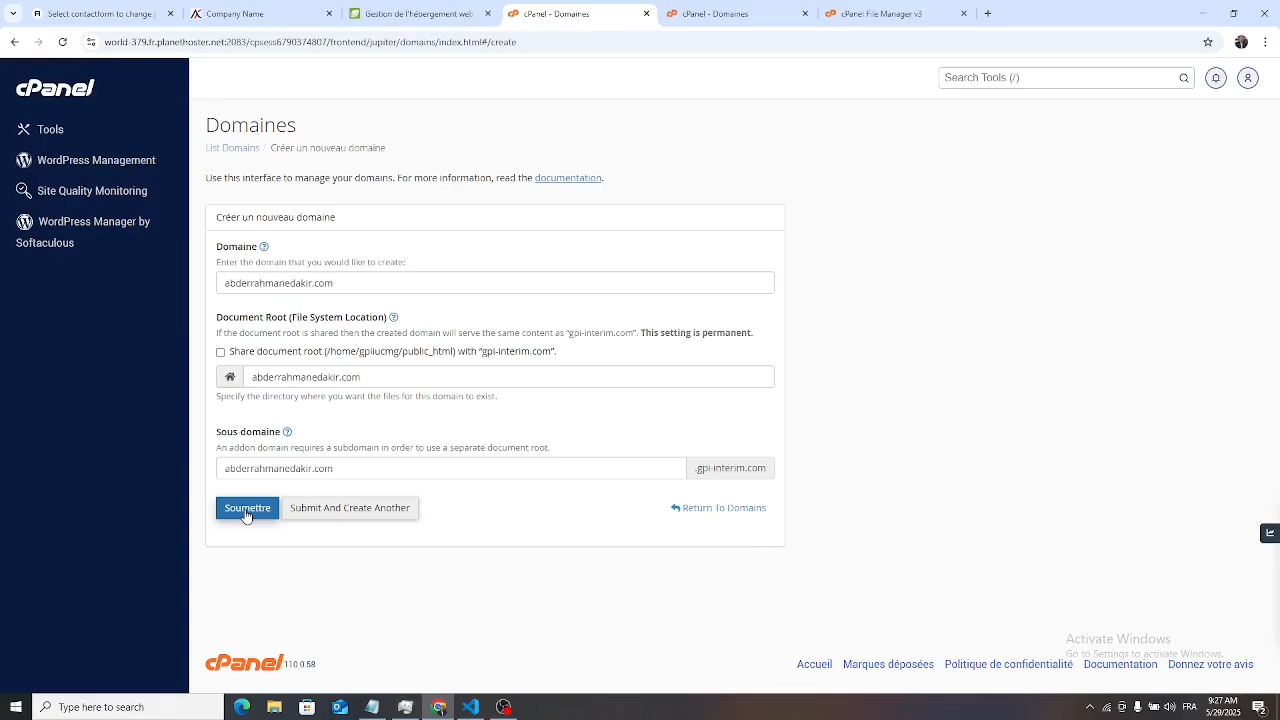 Select contactform to change
Company Name
Gestion de l'hébergement web
cPanel - Domaines
cPanel - Domaines
cPanel File Manager v3
world-379.fr.planethoster.net:2083/cpsess6790374807/frontend/jupiter/domains/index.html#/create
cPanel
Search Tools (/)
Tools
WordPress Management
Site Quality Monitoring
WordPress Manager by
Softaculous
Domaines
List Domains / Créer un nouveau domaine
Use this interface to manage your domains. For more information, read the documentation.
Créer un nouveau domaine
Domaine
Enter the domain that you would like to create:
abderrahmanedakir.com
Document Root (File System Location)
If the document root is shared then the created domain will serve the same content as “gpi-interim.com”. This setting is permanent.
Share document root (/home/gpiiucmg/public_html) with “gpi-interim.com”.
abderrahmanedakir.com
Specify the directory where you want the files for this domain to exist.
Sous-domaine
An addon domain requires a subdomain in order to use a separate document root.
abderrahmanedakir.com .gpi-interim.com
Soumettre Submit And Create Another Return To Domains
Activate Windows
Go to Settings to activate Windows.
cPanel 110.0.58
Accueil Marques déposées Politique de confidentialité Documentation Donnez votre avis
Type here to search
FRA
9:27 AM
5/29/2025